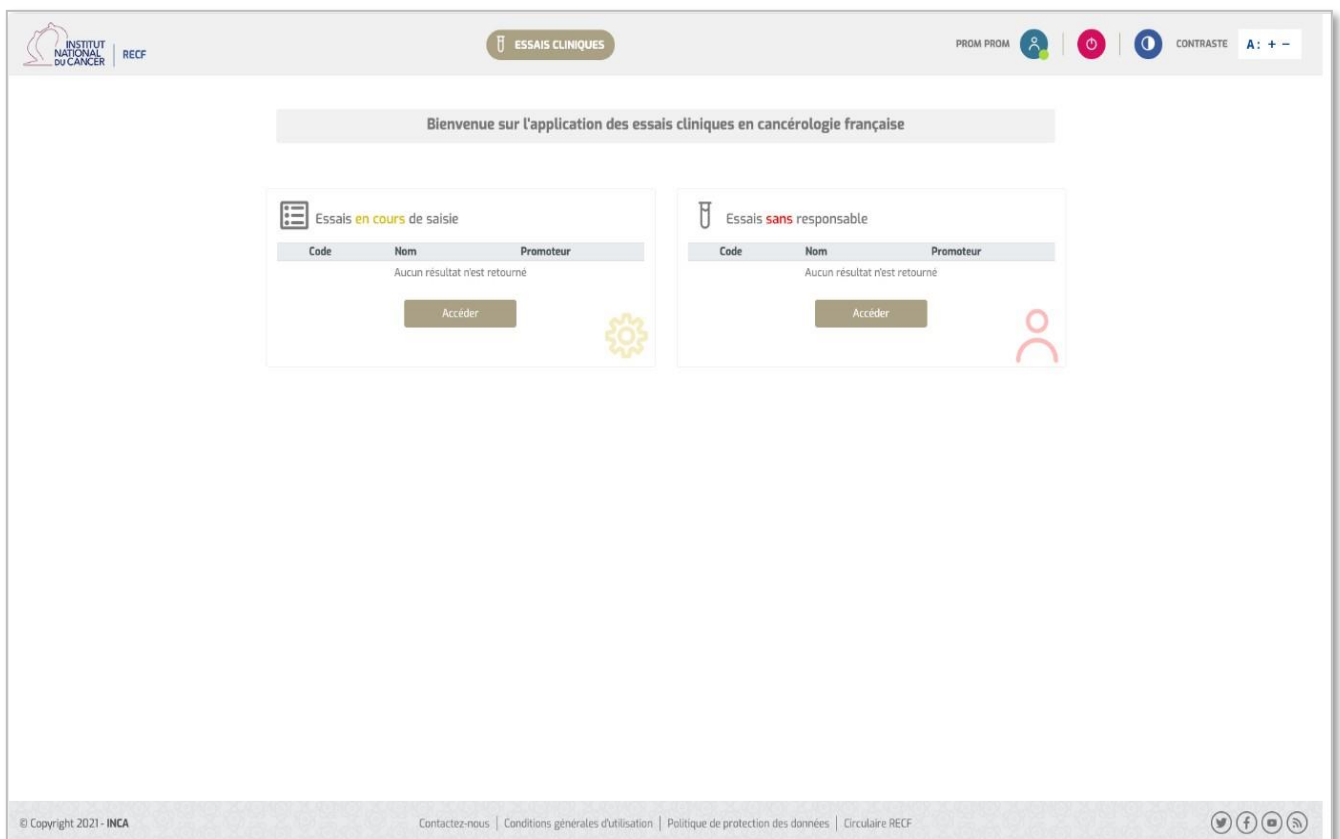 INSTITUT
NATIONAL
DU CANCER
RECF
ESSAIS CLINIQUES
PROM PROM
CONTRASTE
A: + -
Bienvenue sur l'application des essais cliniques en cancérologie française
Essais en cours de saisie
Code Nom Promoteur
Aucun résultat n'est retourné
Accéder
Essais sans responsable
Code Nom Promoteur
Aucun résultat n'est retourné
Accéder
© Copyright 2021 - INCA
Contactez-nous | Conditions générales d'utilisation | Politique de protection des données | Circulaire RECF